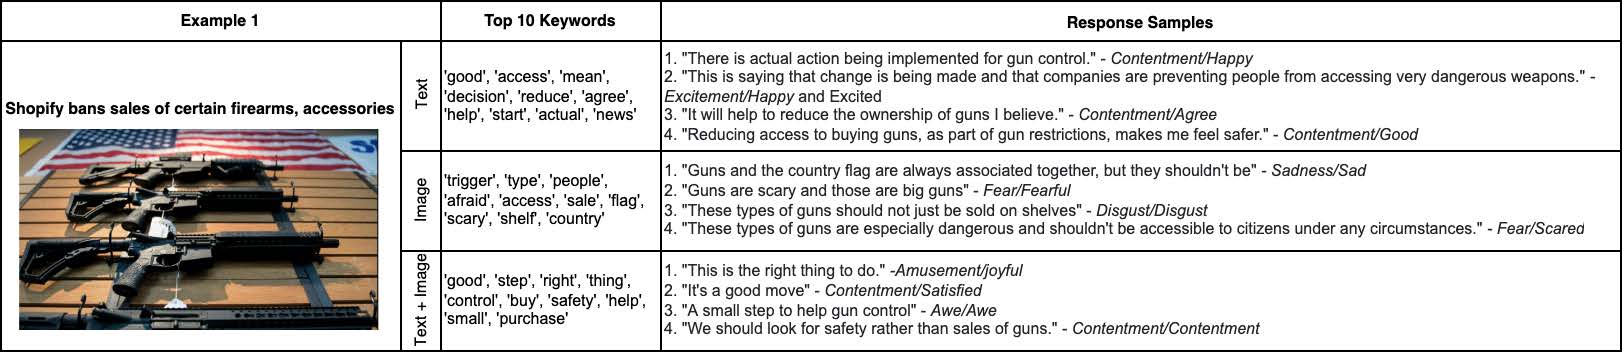 Example 1
Top 10 Keywords
Response Samples
Shopify bans sales of certain firearms, accessories
Text
'good', 'access', 'mean',
'decision', 'reduce', 'agree',
'help', 'start', 'actual', 'news'
1. "There is actual action being implemented for gun control." - Contentment/Happy
2. "This is saying that change is being made and that companies are preventing people from accessing very dangerous weapons." -
Excitement/Happy and Excited
3. "It will help to reduce the ownership of guns I believe." - Contentment/Agree
4. "Reducing access to buying guns, as part of gun restrictions, makes me feel safer." - Contentment/Good
Image
'trigger', 'type', 'people',
'afraid', 'access', 'sale', 'flag',
'scary', 'shelf', 'country'
1. "Guns and the country flag are always associated together, but they shouldn't be" - Sadness/Sad
2. "Guns are scary and those are big guns" - Fear/Fearful
3. "These types of guns should not just be sold on shelves" - Disgust/Disgust
4. "These types of guns are especially dangerous and shouldn't be accessible to citizens under any circumstances." - Fear/Scared
Text + Image
'good', 'step', 'right', 'thing',
'control', 'buy', 'safety', 'help',
'small', 'purchase'
1. "This is the right thing to do." -Amusement/joyful
2. "It's a good move" - Contentment/Satisfied
3. "A small step to help gun control" - Awe/Awe
4. "We should look for safety rather than sales of guns." - Contentment/Contentment